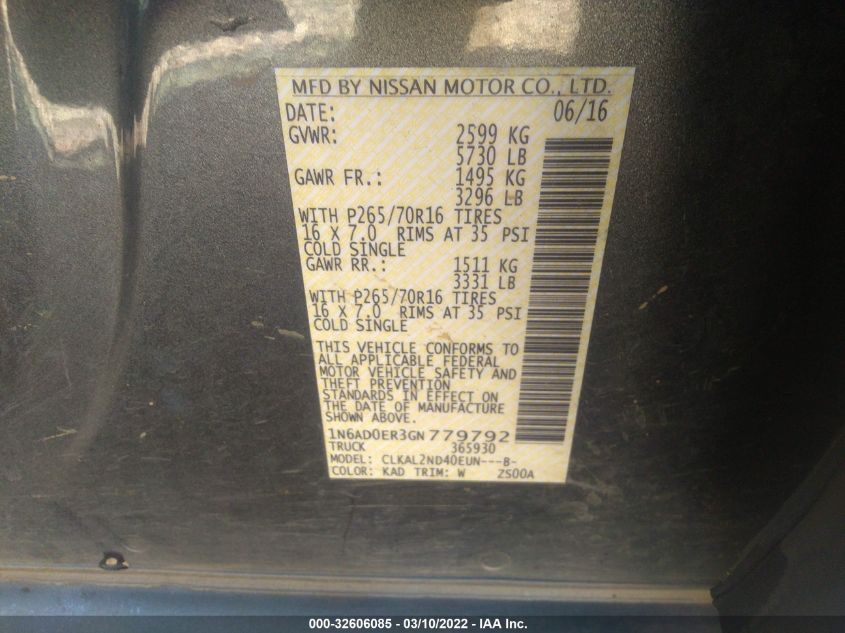 MFD BY NISSAN MOTOR CO., LTD.
DATE: 06/16
GVWR: 2599 KG
5730 LB
GAWR FR.: 1495 KG
3296 LB
WITH P265/70R16 TIRES
16 X 7.0 RIMS AT 35 PSI
COLD SINGLE
GAWR RR.: 1511 KG
3331 LB
WITH P265/70R16 TIRES
16 X 7.0 RIMS AT 35 PSI
COLD SINGLE
THIS VEHICLE CONFORMS TO
ALL APPLICABLE FEDERAL
MOTOR VEHICLE SAFETY AND
THEFT PREVENTION
STANDARDS IN EFFECT ON
THE DATE OF MANUFACTURE
SHOWN ABOVE.
1N6AD0ER3GN779792
TRUCK 365930
MODEL: CLKAL2ND40EUN---B-
COLOR: KAD TRIM: W ZS00A
000-32606085 - 03/10/2022 - IAA Inc.